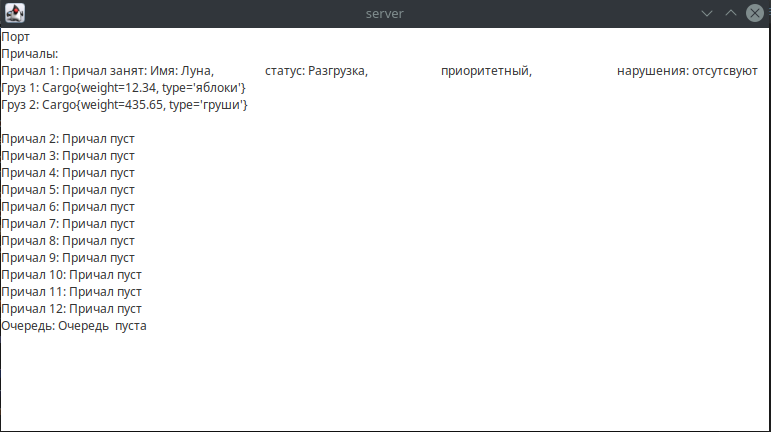 server
Порт
Причалы:
Причал 1: Причал занят: Имя: Луна, статус: Разгрузка, приоритетный, нарушения: отсутсвуют
Груз 1: Cargo{weight=12.34, type='яблоки'}
Груз 2: Cargo{weight=435.65, type='груши'}
Причал 2: Причал пуст
Причал 3: Причал пуст
Причал 4: Причал пуст
Причал 5: Причал пуст
Причал 6: Причал пуст
Причал 7: Причал пуст
Причал 8: Причал пуст
Причал 9: Причал пуст
Причал 10: Причал пуст
Причал 11: Причал пуст
Причал 12: Причал пуст
Очередь: Очередь пуста